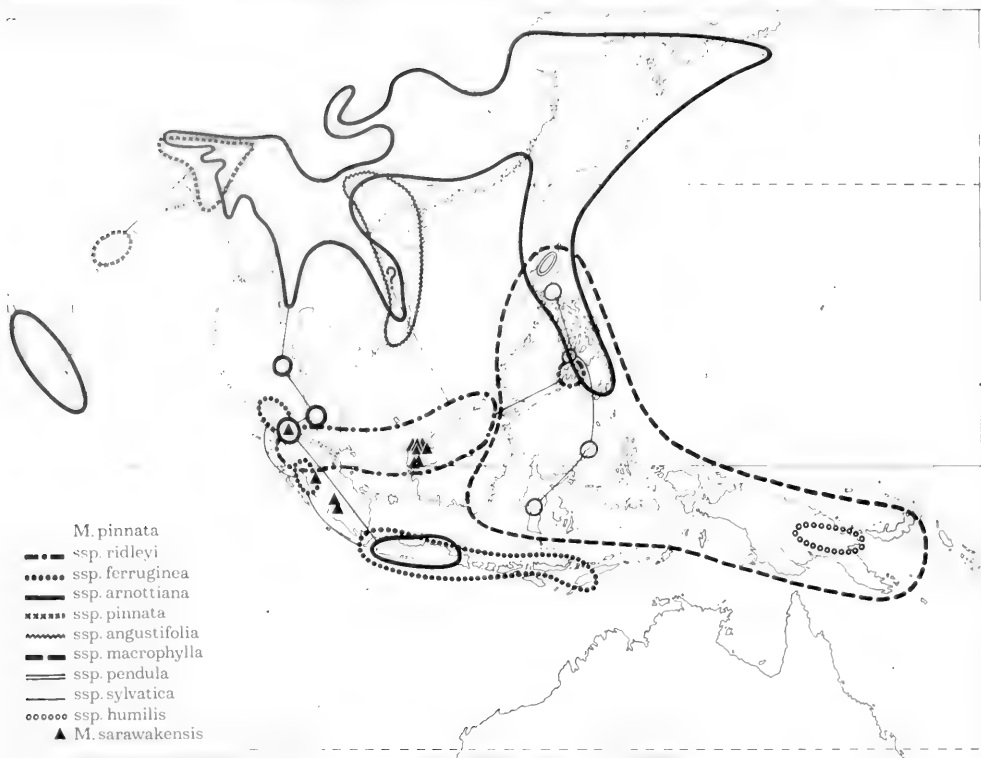 M. pinnata
ssp. ridleyi
ssp. ferruginea
ssp. arnottiana
ssp. pinnata
ssp. angustifolia
ssp. macrophylla
ssp. pendula
ssp. sylvatica
ssp. humilis
M. sarawakensis